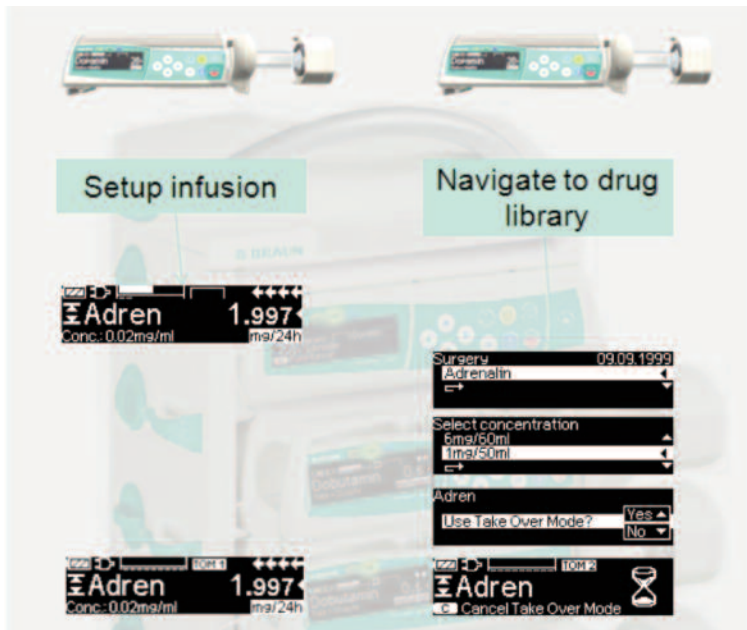 Setup infusion
Navigate to drug
library
B BRAUN
Adren 1.997
Conc.: 0.02mg/ml mg/24h
Surgery 09.09.1999
Adrenalin
Select concentration
6mg/60ml
1mg/50ml
Adren
Use Take Over Mode? Yes
No
TOM 1
Adren 1.997
Conc.: 0.02mg/ml mg/24h
TOM 2
Adren
C Cancel Take Over Mode